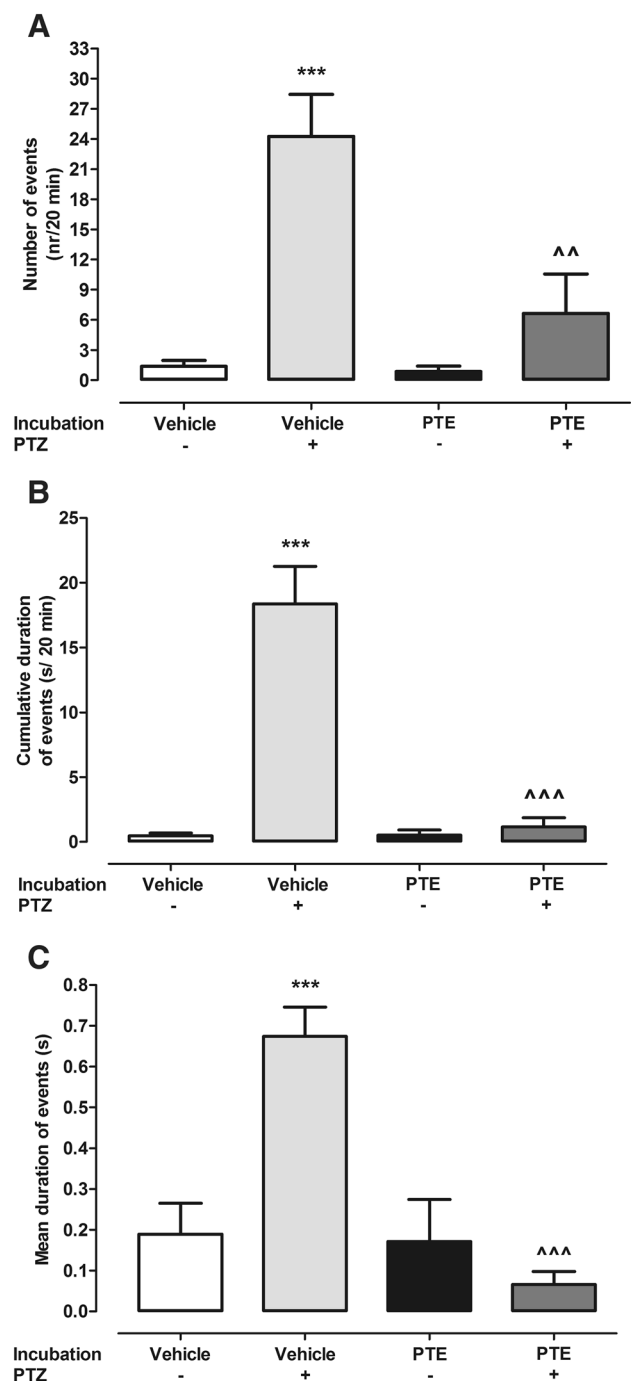 A
Number of events
(nr/20 min)
33
30
27
24
21
18
15
12
9
6
3
0
***
^^
Incubation Vehicle Vehicle PTE PTE
PTZ - + - +
B
Cumulative duration
of events (s/ 20 min)
25
20
15
10
5
0
***
^^^
Incubation Vehicle Vehicle PTE PTE
PTZ - + - +
C
Mean duration of events (s)
0.8
0.7
0.6
0.5
0.4
0.3
0.2
0.1
0.0
***
^^^
Incubation Vehicle Vehicle PTE PTE
PTZ - + - +